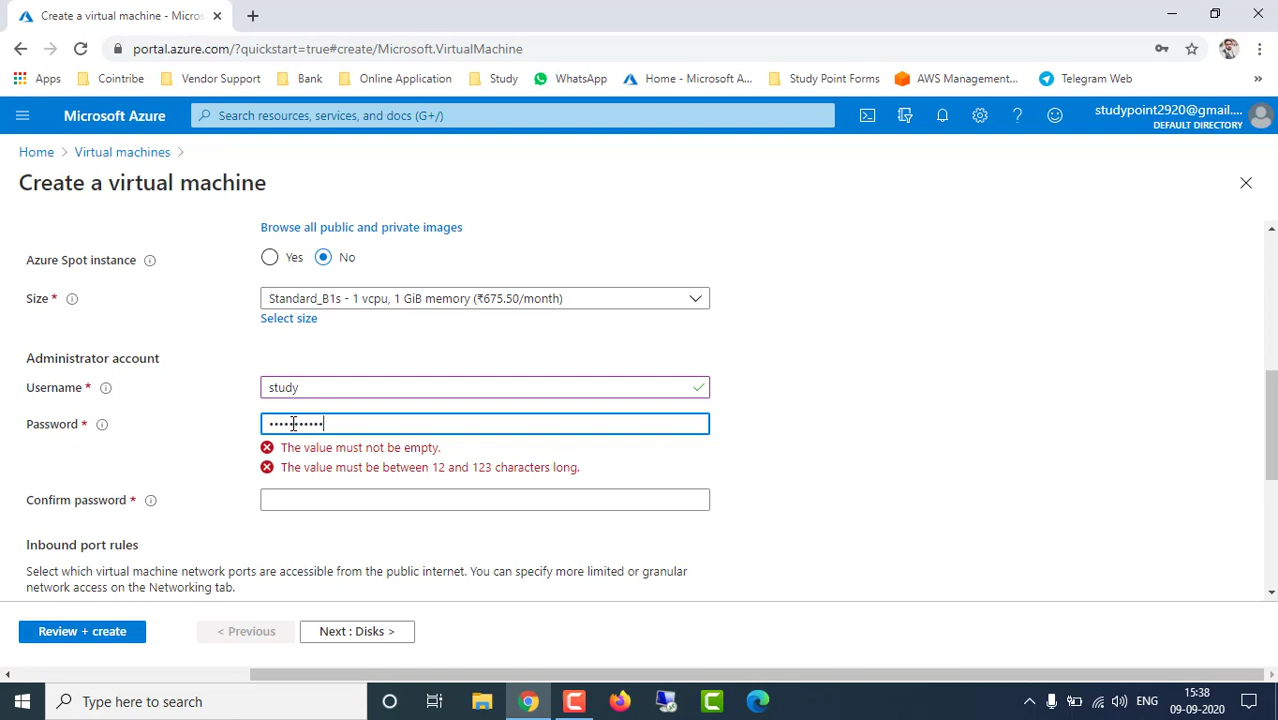 Create a virtual machine - Micros
portal.azure.com/?quickstart=true#create/Microsoft.VirtualMachine
Apps Cointribe Vendor Support Bank Online Application Study WhatsApp Home - Microsoft A... Study Point Forms AWS Management... Telegram Web »
Microsoft Azure
Search resources, services, and docs (G+/)
studypoint2920@gmail....
DEFAULT DIRECTORY
Home > Virtual machines >
Create a virtual machine
Browse all public and private images
Azure Spot instance Yes No
Size * Standard_B1s - 1 vcpu, 1 GiB memory (₹675.50/month)
Select size
Administrator account
Username * study
Password * •••••••••••
The value must not be empty.
The value must be between 12 and 123 characters long.
Confirm password *
Inbound port rules
Select which virtual machine network ports are accessible from the public internet. You can specify more limited or granular
network access on the Networking tab.
Review + create < Previous Next : Disks >
Type here to search
ENG
15:38
09-09-2020